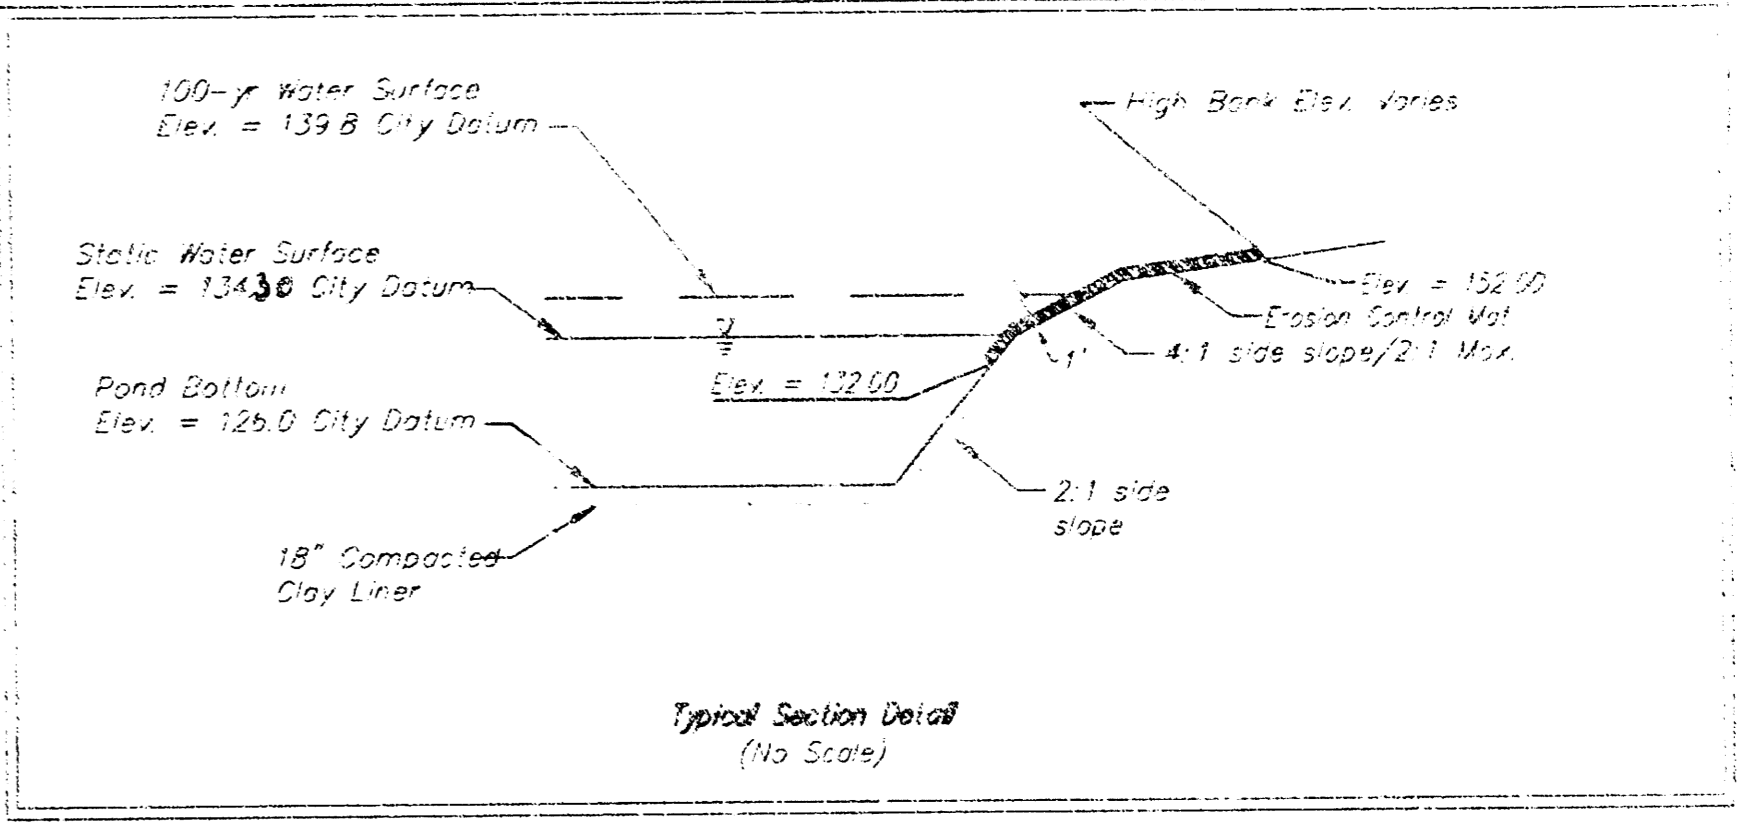 100-yr Water Surface
Elev. = 139.8 City Datum
High Bank Elev. Varies
Static Water Surface
Elev. = 134.30 City Datum
Elev. = 152.00
Erosion Control Mat
4:1 side slope/2:1 Max.
1'
Elev. = 132.00
Pond Bottom
Elev. = 126.0 City Datum
2:1 side
slope
18" Compacted
Clay Liner
Typical Section Detail
(No Scale)